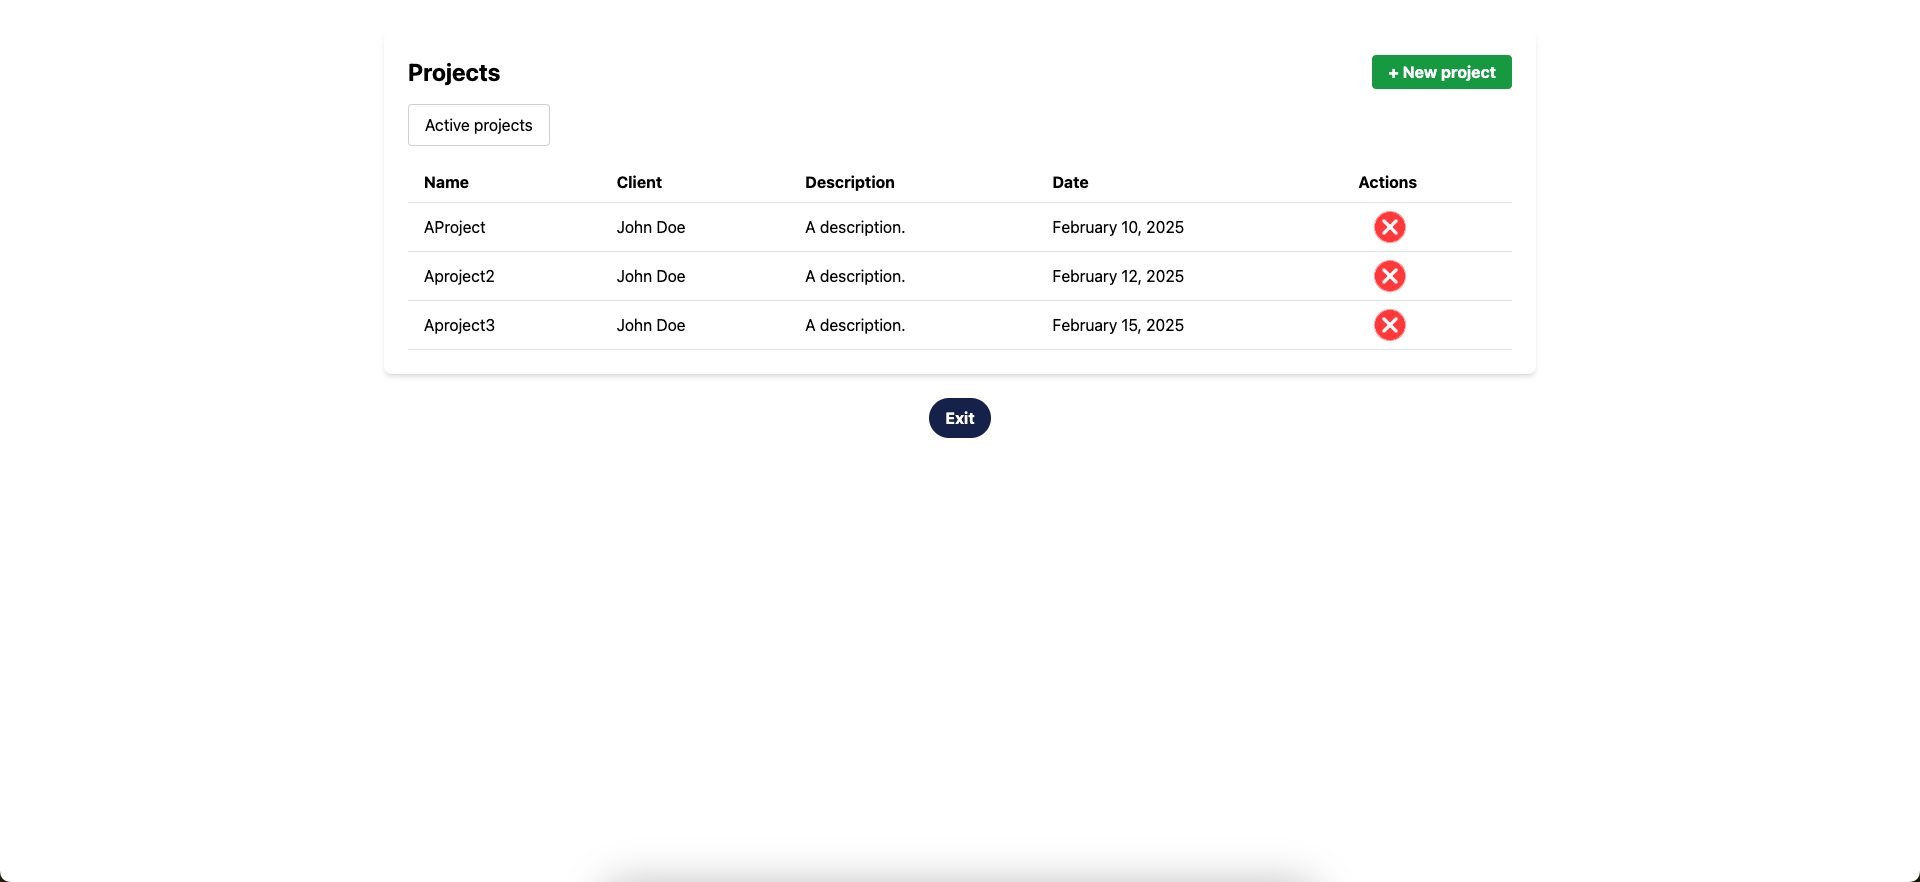 Projects
+ New project
Active projects
Name Client Description Date Actions
AProject John Doe A description. February 10, 2025
Aproject2 John Doe A description. February 12, 2025
Aproject3 John Doe A description. February 15, 2025
Exit